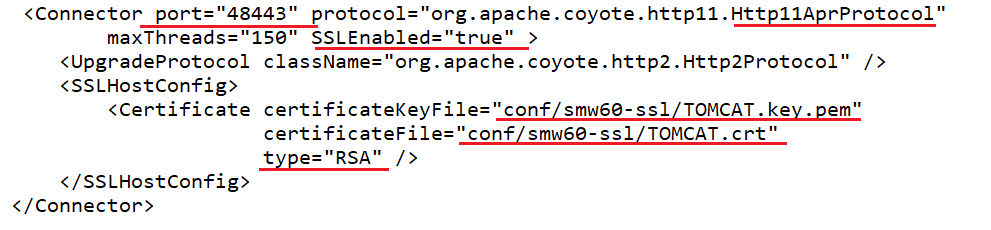 <Connector port="48443" protocol="org.apache.coyote.http11.Http11AprProtocol"
maxThreads="150" SSLEnabled="true" >
<UpgradeProtocol className="org.apache.coyote.http2.Http2Protocol" />
<SSLHostConfig>
<Certificate certificateKeyFile="conf/smw60-ssl/TOMCAT.key.pem"
certificateFile="conf/smw60-ssl/TOMCAT.crt"
type="RSA" />
</SSLHostConfig>
</Connector>